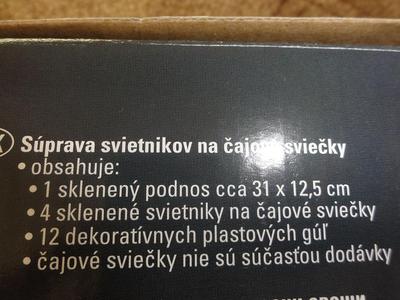 Súprava svietnikov na čajové sviečky
• obsahuje:
• 1 sklenený podnos cca 31 x 12,5 cm
• 4 sklenené svietniky na čajové sviečky
• 12 dekoratívnych plastových gúľ
• čajové sviečky nie sú súčasťou dodávky